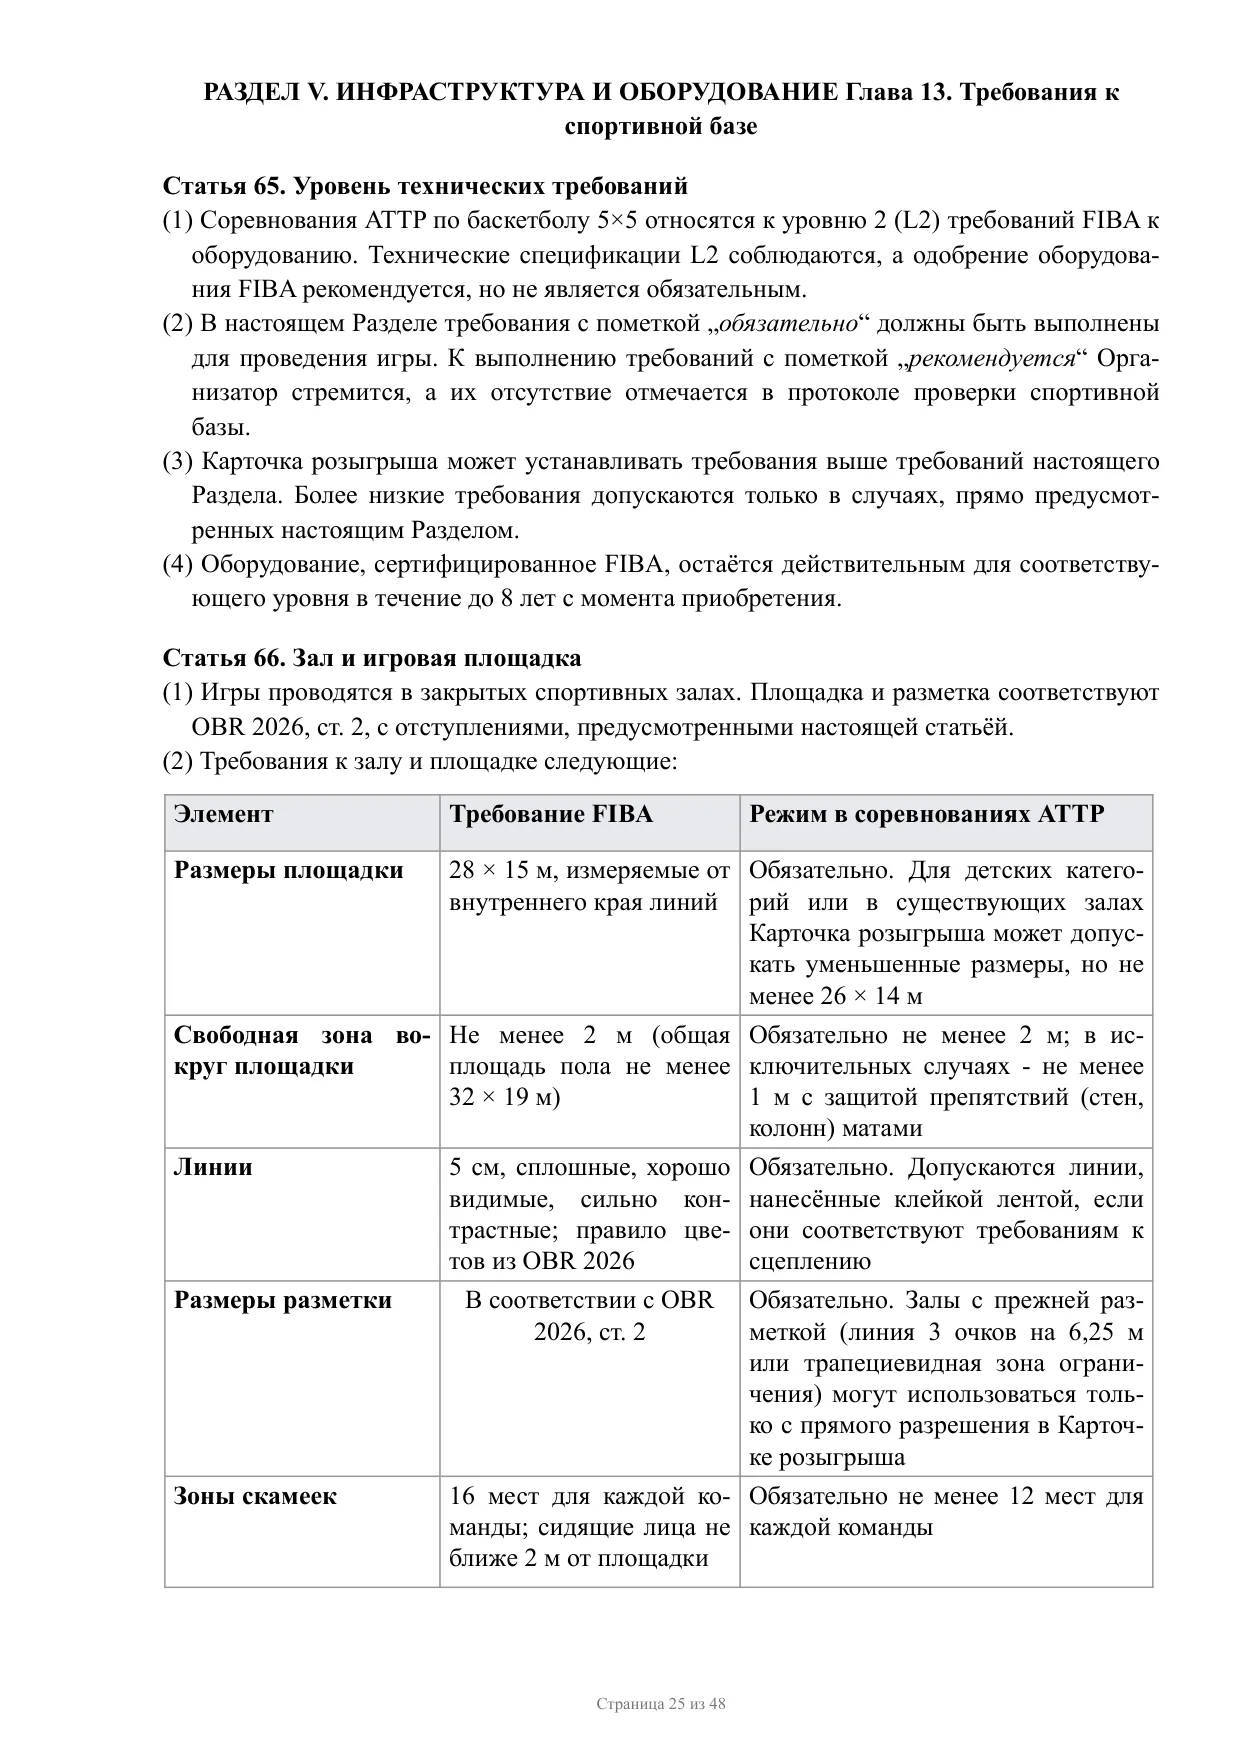 РАЗДЕЛ V. ИНФРАСТРУКТУРА И ОБОРУДОВАНИЕ Глава 13. Требования к
спортивной базе
Статья 65. Уровень технических требований
(1) Соревнования АТТР по баскетболу 5×5 относятся к уровню 2 (L2) требований FIBA к
оборудованию. Технические спецификации L2 соблюдаются, а одобрение оборудова-
ния FIBA рекомендуется, но не является обязательным.
(2) В настоящем Разделе требования с пометкой „обязательно“ должны быть выполнены
для проведения игры. К выполнению требований с пометкой „рекомендуется“ Орга-
низатор стремится, а их отсутствие отмечается в протоколе проверки спортивной
базы.
(3) Карточка розыгрыша может устанавливать требования выше требований настоящего
Раздела. Более низкие требования допускаются только в случаях, прямо предусмот-
ренных настоящим Разделом.
(4) Оборудование, сертифицированное FIBA, остаётся действительным для соответству-
ющего уровня в течение до 8 лет с момента приобретения.
Статья 66. Зал и игровая площадка
(1) Игры проводятся в закрытых спортивных залах. Площадка и разметка соответствуют
OBR 2026, ст. 2, с отступлениями, предусмотренными настоящей статьёй.
(2) Требования к залу и площадке следующие:
Элемент
Требование FIBA
Режим в соревнованиях АТТР
Размеры площадки
28 × 15 м, измеряемые от
внутреннего края линий
Обязательно. Для детских катего-
рий или в существующих залах
Карточка розыгрыша может допус-
кать уменьшенные размеры, но не
менее 26 × 14 м
Свободная зона во-
круг площадки
Не менее 2 м (общая
площадь пола не менее
32 × 19 м)
Обязательно не менее 2 м; в ис-
ключительных случаях - не менее
1 м с защитой препятствий (стен,
колонн) матами
Линии
5 см, сплошные, хорошо
видимые, сильно кон-
трастные; правило цве-
тов из OBR 2026
Обязательно. Допускаются линии,
нанесённые клейкой лентой, если
они соответствуют требованиям к
сцеплению
Размеры разметки
В соответствии с OBR
2026, ст. 2
Обязательно. Залы с прежней раз-
меткой (линия 3 очков на 6,25 м
или трапециевидная зона ограни-
чения) могут использоваться толь-
ко с прямого разрешения в Карточ-
ке розыгрыша
Зоны скамеек
16 мест для каждой ко-
манды; сидящие лица не
ближе 2 м от площадки
Обязательно не менее 12 мест для
каждой команды
Страница 25 из 48